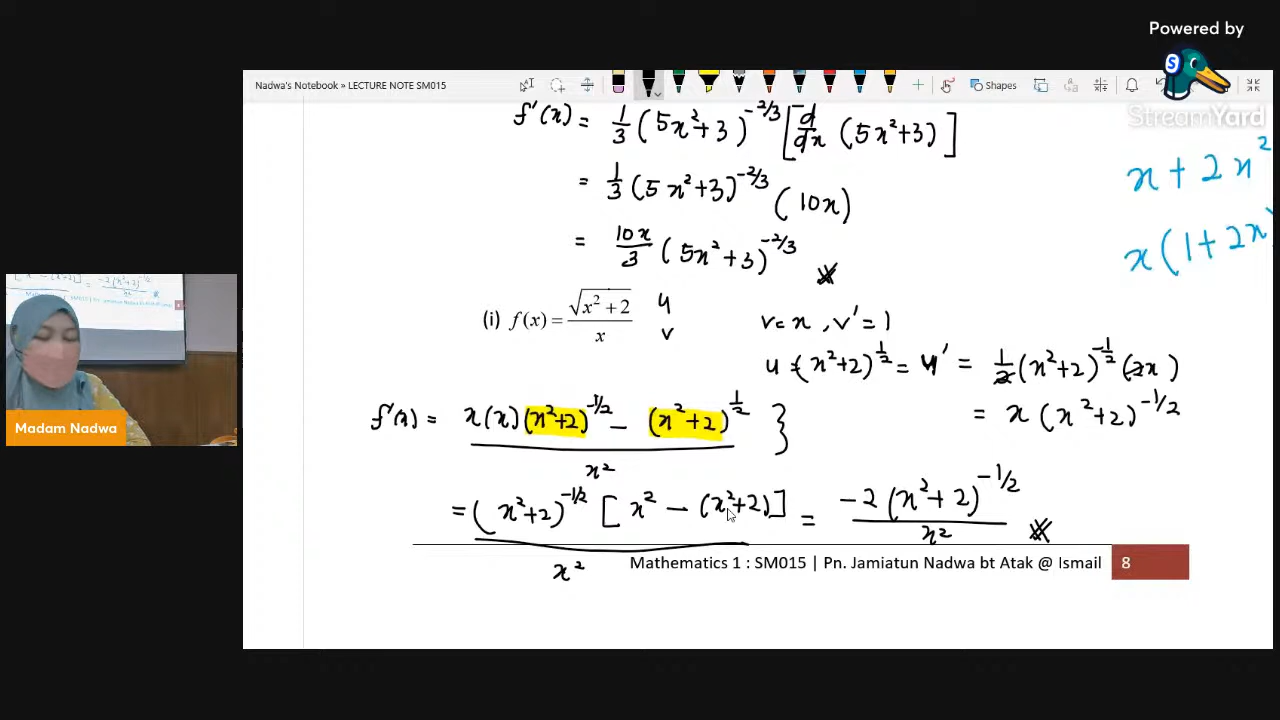 Powered by
StreamYard
Nadwa's Notebook » LECTURE NOTE SM015
Shapes
f'(x) = 1/3 (5x²+3)^-2/3 [d/dx (5x²+3)]
= 1/3 (5x²+3)^-2/3 (10x)
= 10x/3 (5x²+3)^-2/3
x + 2x²
x(1+2x
(i) f(x) = √(x²+2) / x
u
v
v = x , v' = 1
u = (x²+2)^1/2 = u' = 1/2 (x²+2)^-1/2 (2x)
= x (x²+2)^-1/2
f'(x) = x(x)(x²+2)^-1/2 − (x²+2)^1/2 / x² }
= (x²+2)^-1/2 [x² − (x²+2)] / x² = -2(x²+2)^-1/2 / x²
Mathematics 1 : SM015 | Pn. Jamiatun Nadwa bt Atak @ Ismail 8
Madam Nadwa